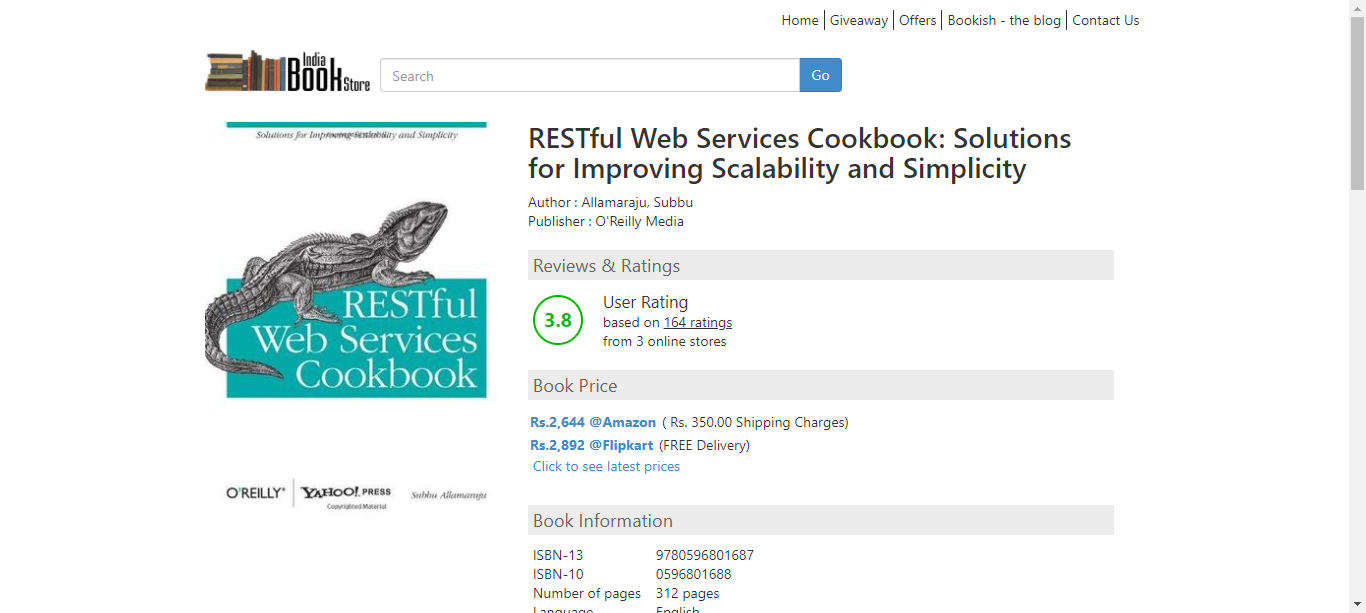 Home
Giveaway
Offers
Bookish - the blog
Contact Us
India
Book
Store
Search
Go
Solutions for Improving Scalability and Simplicity
RESTful
Web Services
Cookbook
O'REILLY®
YAHOO! PRESS
Subbu Allamaraju
Copyrighted Material
RESTful Web Services Cookbook: Solutions
for Improving Scalability and Simplicity
Author : Allamaraju, Subbu
Publisher : O'Reilly Media
Reviews & Ratings
3.8
User Rating
based on 164 ratings
from 3 online stores
Book Price
Rs.2,644 @Amazon ( Rs. 350.00 Shipping Charges)
Rs.2,892 @Flipkart (FREE Delivery)
Click to see latest prices
Book Information
ISBN-13 9780596801687
ISBN-10 0596801688
Number of pages 312 pages
Language English